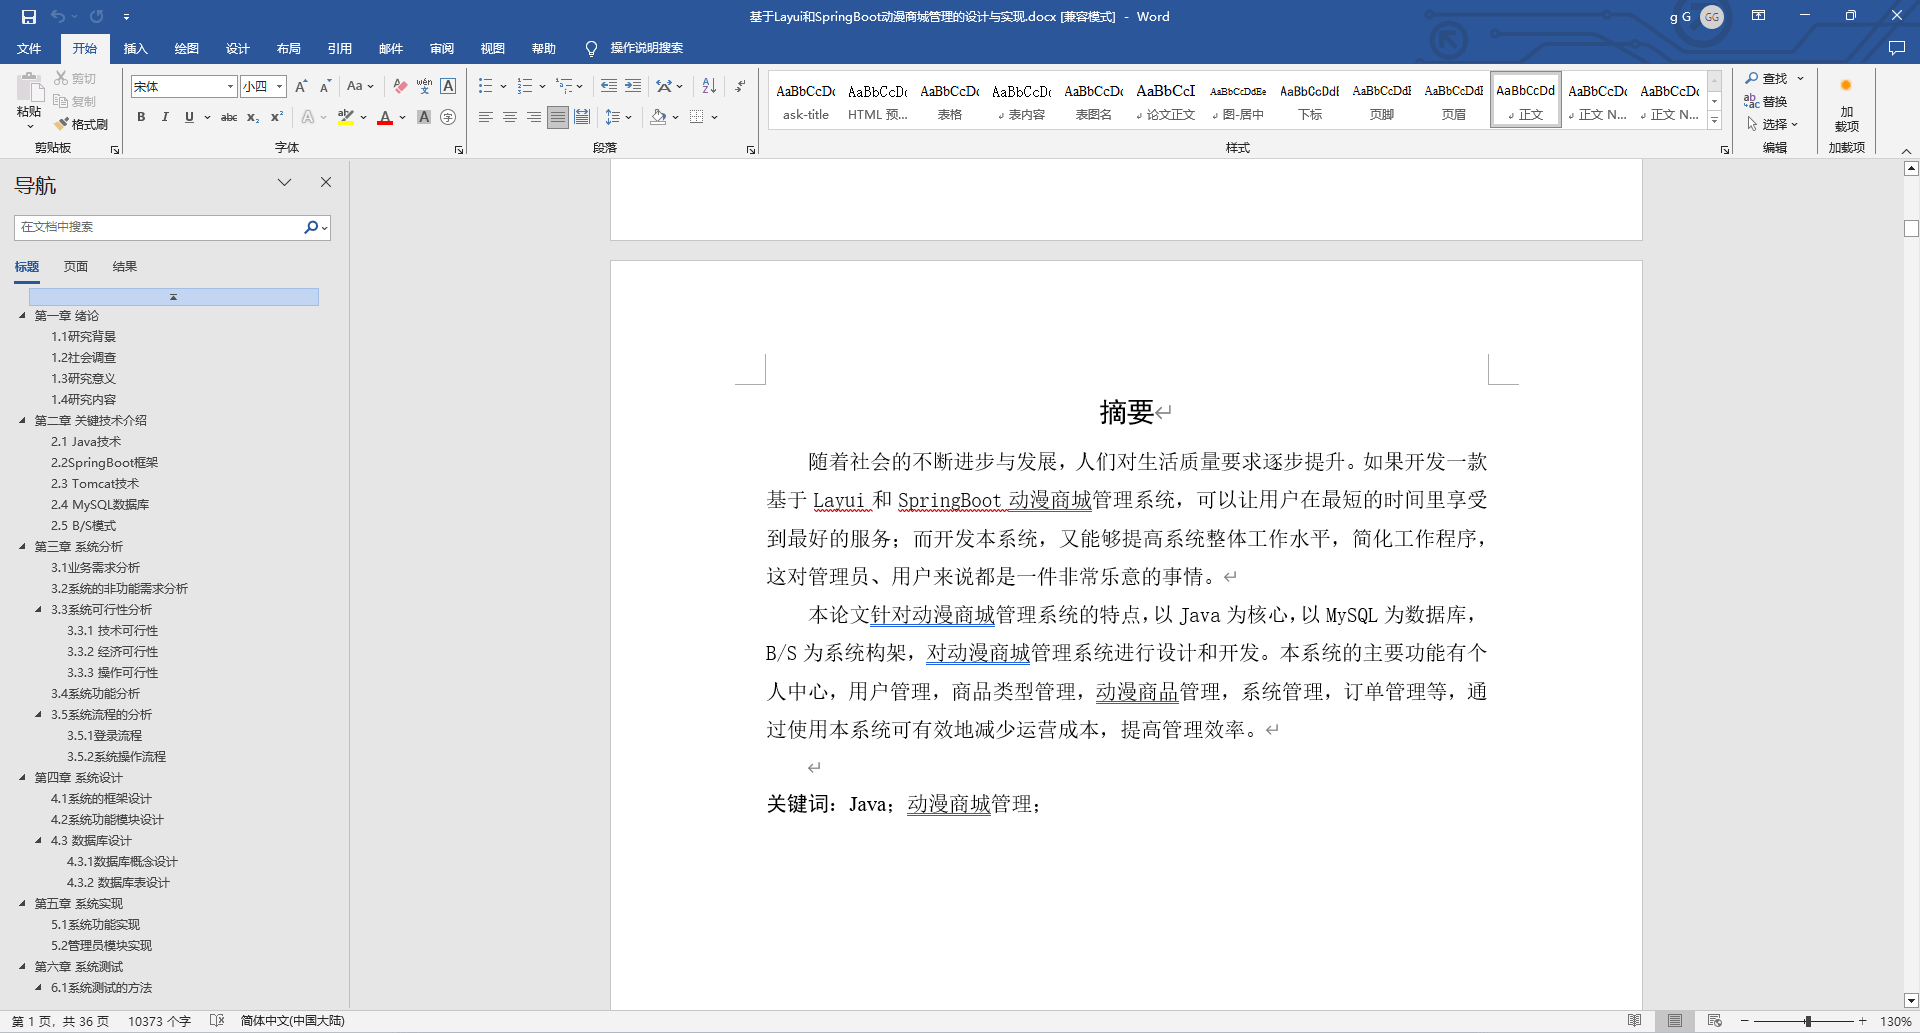 基于Layui和SpringBoot动漫商城管理的设计与实现.docx [兼容模式] - Word
g G
GG
文件 开始 插入 绘图 设计 布局 引用 邮件 审阅 视图 帮助 操作说明搜索
粘贴
剪切
复制
格式刷
剪贴板
宋体 小四
字体
段落
AaBbCcDc ask-title
AaBbCcDc HTML 预...
AaBbCcDc 表格
AaBbCcDc 表内容
AaBbCcDc 表图名
AaBbCcI 论文正文
AaBbCcDdEe 图-居中
AaBbCcDdI 下标
AaBbCcDdI 页脚
AaBbCcDdI 页眉
AaBbCcDd 正文
AaBbCcDc 正文 N...
AaBbCcDc 正文 N...
样式
查找
替换
选择
编辑
加
载项
加载项
导航
在文档中搜索
标题 页面 结果
第一章 绪论
1.1研究背景
1.2社会调查
1.3研究意义
1.4研究内容
第二章 关键技术介绍
2.1 Java技术
2.2SpringBoot框架
2.3 Tomcat技术
2.4 MySQL数据库
2.5 B/S模式
第三章 系统分析
3.1业务需求分析
3.2系统的非功能需求分析
3.3系统可行性分析
3.3.1 技术可行性
3.3.2 经济可行性
3.3.3 操作可行性
3.4系统功能分析
3.5系统流程的分析
3.5.1登录流程
3.5.2系统操作流程
第四章 系统设计
4.1系统的框架设计
4.2系统功能模块设计
4.3 数据库设计
4.3.1数据库概念设计
4.3.2 数据库表设计
第五章 系统实现
5.1系统功能实现
5.2管理员模块实现
第六章 系统测试
6.1系统测试的方法
摘要
随着社会的不断进步与发展，人们对生活质量要求逐步提升。如果开发一款
基于 Layui 和 SpringBoot 动漫商城管理系统，可以让用户在最短的时间里享受
到最好的服务；而开发本系统，又能够提高系统整体工作水平，简化工作程序，
这对管理员、用户来说都是一件非常乐意的事情。
本论文针对动漫商城管理系统的特点，以 Java 为核心，以 MySQL 为数据库，
B/S 为系统构架，对动漫商城管理系统进行设计和开发。本系统的主要功能有个
人中心，用户管理，商品类型管理，动漫商品管理，系统管理，订单管理等，通
过使用本系统可有效地减少运营成本，提高管理效率。
关键词：Java；动漫商城管理；
第 1 页，共 36 页 10373 个字 简体中文(中国大陆) 130%